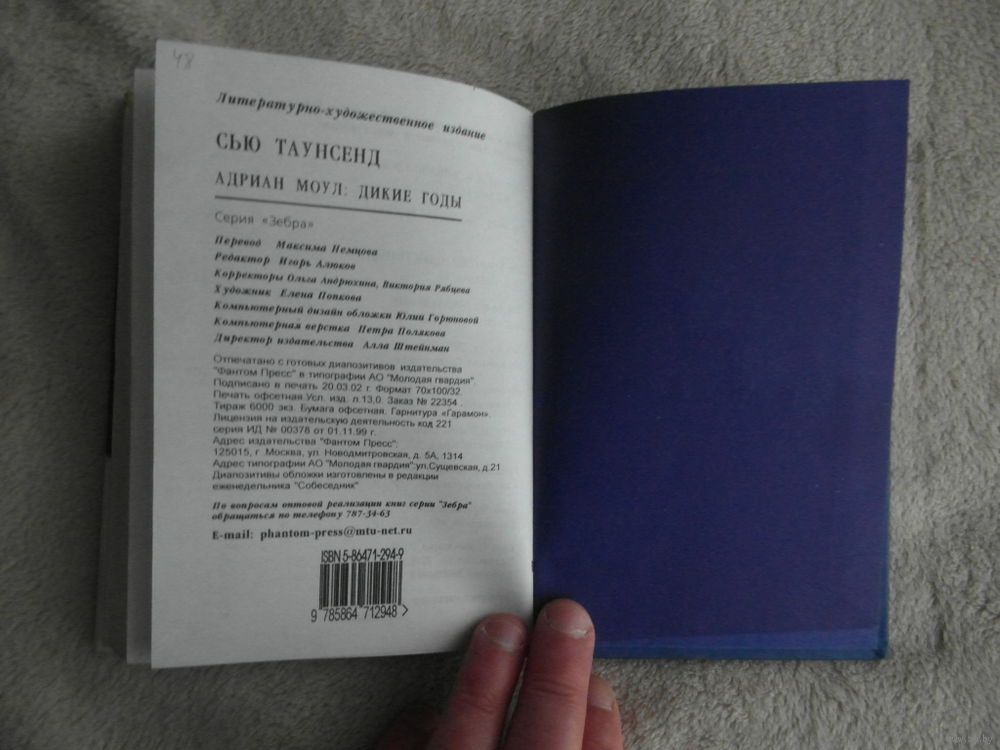 48
Литературно-художественное издание
СЬЮ ТАУНСЕНД
АДРИАН МОУЛ: ДИКИЕ ГОДЫ
Серия «Зебра»
Перевод Максима Немцова
Редактор Игорь Алюков
Корректоры Ольга Андрюхина, Виктория Рябцева
Художник Елена Попкова
Компьютерный дизайн обложки Юлии Горюновой
Компьютерная верстка Петра Полякова
Директор издательства Алла Штейнман
Отпечатано с готовых диапозитивов издательства
"Фантом Пресс" в типографии АО "Молодая гвардия".
Подписано в печать 20.03.02 г. Формат 70х100/32.
Печать офсетная.Усл. изд. л.13,0. Заказ № 22354 .
Тираж 6000 экз. Бумага офсетная. Гарнитура «Гарамон».
Лицензия на издательскую деятельность код 221
серия ИД № 00378 от 01.11.99 г.
Адрес издательства "Фантом Пресс":
125015, г. Москва, ул. Новодмитровская, д. 5А, 1314
Адрес типографии АО "Молодая гвардия":ул.Сущевская, д.21
Диапозитивы обложки изготовлены в редакции
еженедельника "Собеседник"
По вопросам оптовой реализации книг серии "Зебра"
обращаться по телефону 787-34-63
E-mail: phantom-press@mtu-net.ru
ISBN 5-86471-294-9
9 785864 712948 >